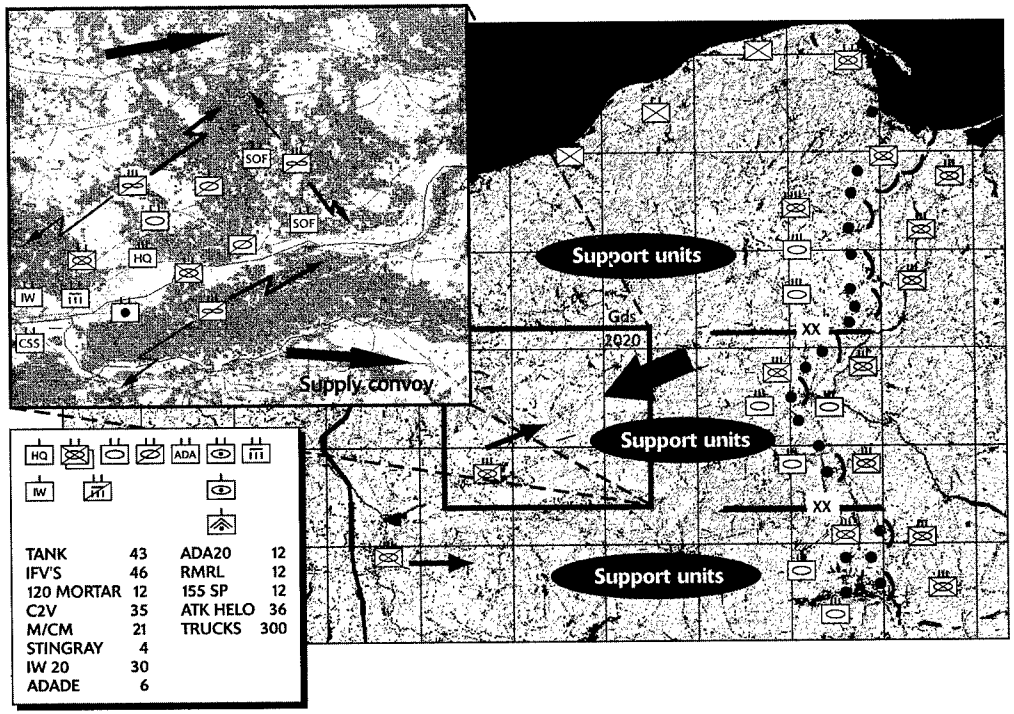 SOF
SOF
HQ
IW
CSS
Supply convoy
Support units
Gds
2020
XX
Support units
XX
Support units
HQ
ADA
IW
TANK 43 ADA20 12
IFV'S 46 RMRL 12
120 MORTAR 12 155 SP 12
C2V 35 ATK HELO 36
M/CM 21 TRUCKS 300
STINGRAY 4
IW 20 30
ADADE 6